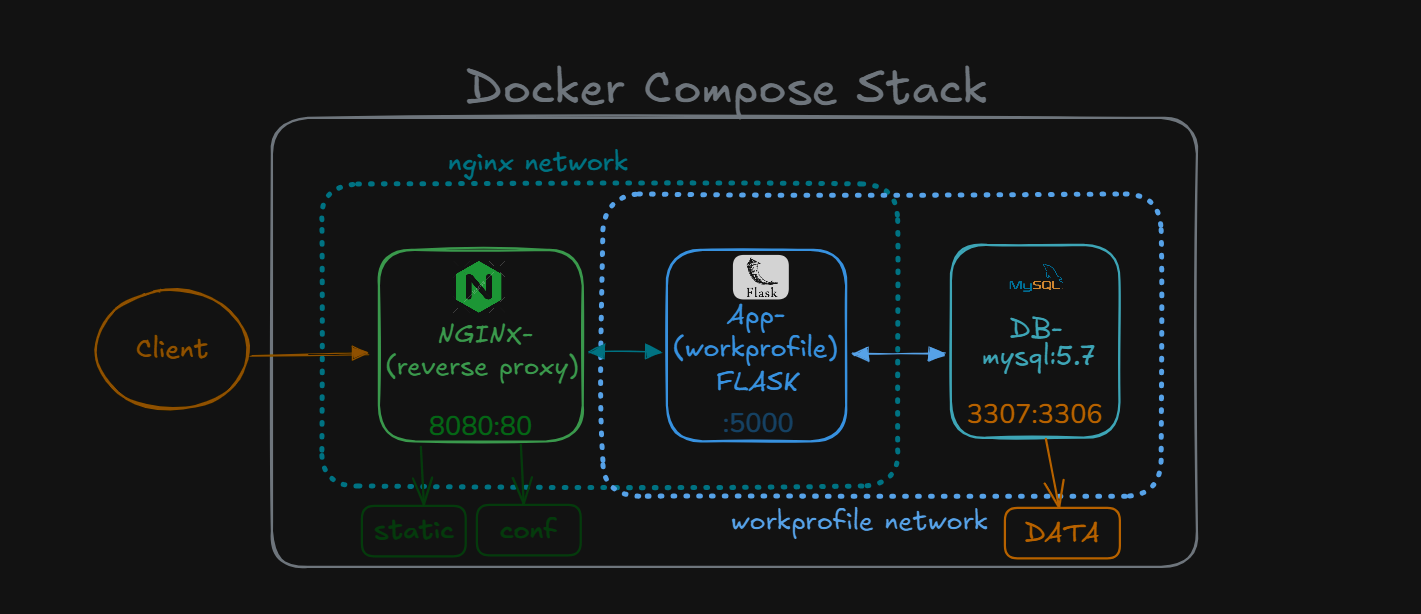 Docker Compose Stack
nginx network
Flask
MySQL
NGINX-
(reverse proxy)
8080:80
App-
(workprofile)
FLASK
:5000
DB-
mysql:5.7
3307:3306
Client
static
conf
workprofile network
DATA